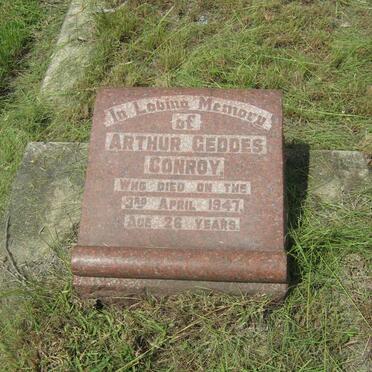 In Loving Memory
of
ARTHUR GEDDES
CONROY
WHO DIED ON THE
3RD APRIL 1947.
AGE 26 YEARS.